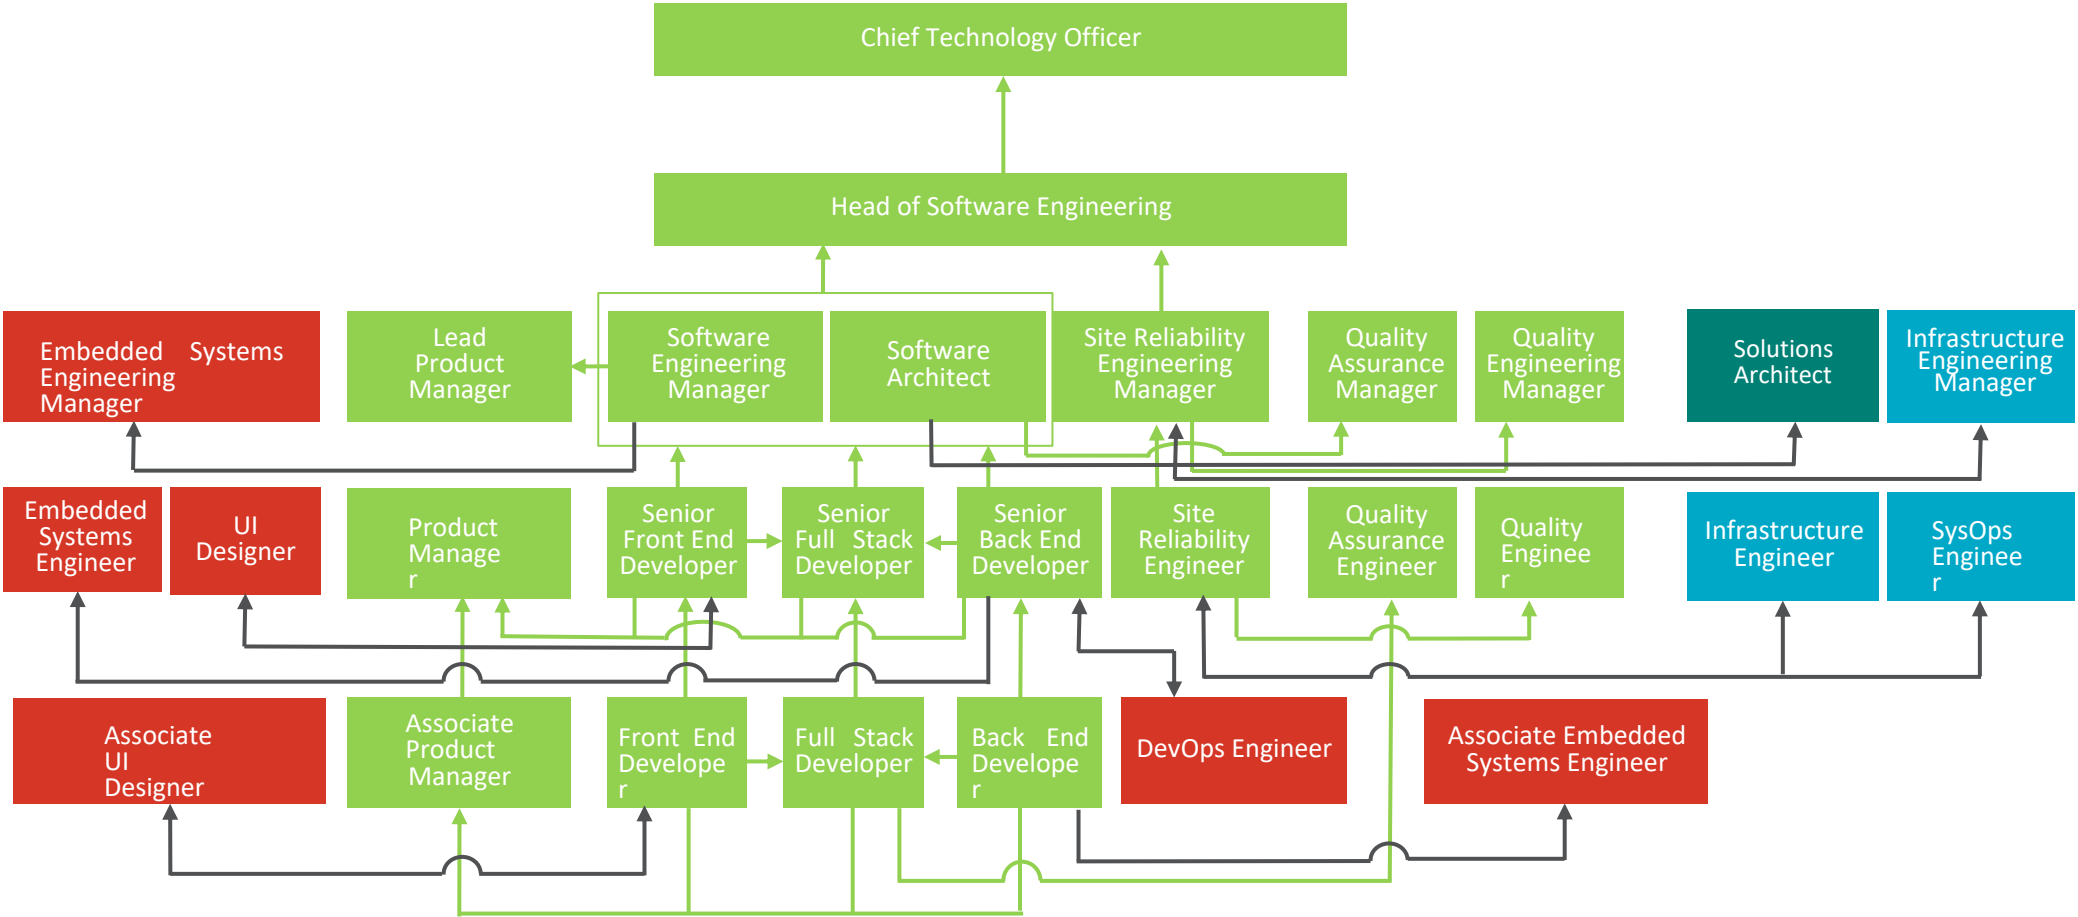 Chief Technology Officer
Head of Software Engineering
Embedded Systems
Engineering
Manager
Lead
Product
Manager
Software
Engineering
Manager
Software
Architect
Site Reliability
Engineering
Manager
Quality
Assurance
Manager
Quality
Engineering
Manager
Solutions
Architect
Infrastructure
Engineering
Manager
Embedded
Systems
Engineer
UI
Designer
Product
Manage
r
Senior
Front End
Developer
Senior
Full Stack
Developer
Senior
Back End
Developer
Site
Reliability
Engineer
Quality
Assurance
Engineer
Quality
Enginee
r
Infrastructure
Engineer
SysOps
Enginee
r
Associate
UI
Designer
Associate
Product
Manager
Front End
Develope
r
Full Stack
Developer
Back End
Develope
r
DevOps Engineer
Associate Embedded
Systems Engineer